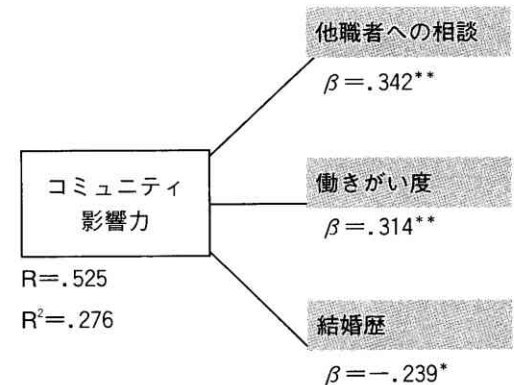 他職者への相談
β=.342**
コミュニティ
影響力
働きがい度
β=.314**
R=.525
R²=.276
結婚歴
β=-.239*